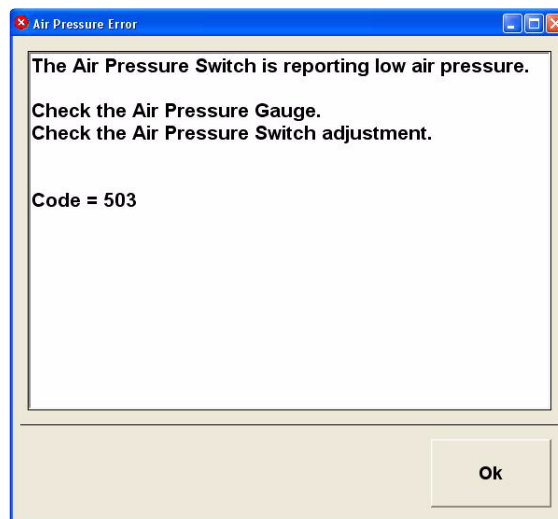 Air Pressure Error
The Air Pressure Switch is reporting low air pressure.
Check the Air Pressure Gauge.
Check the Air Pressure Switch adjustment.
Code = 503
Ok